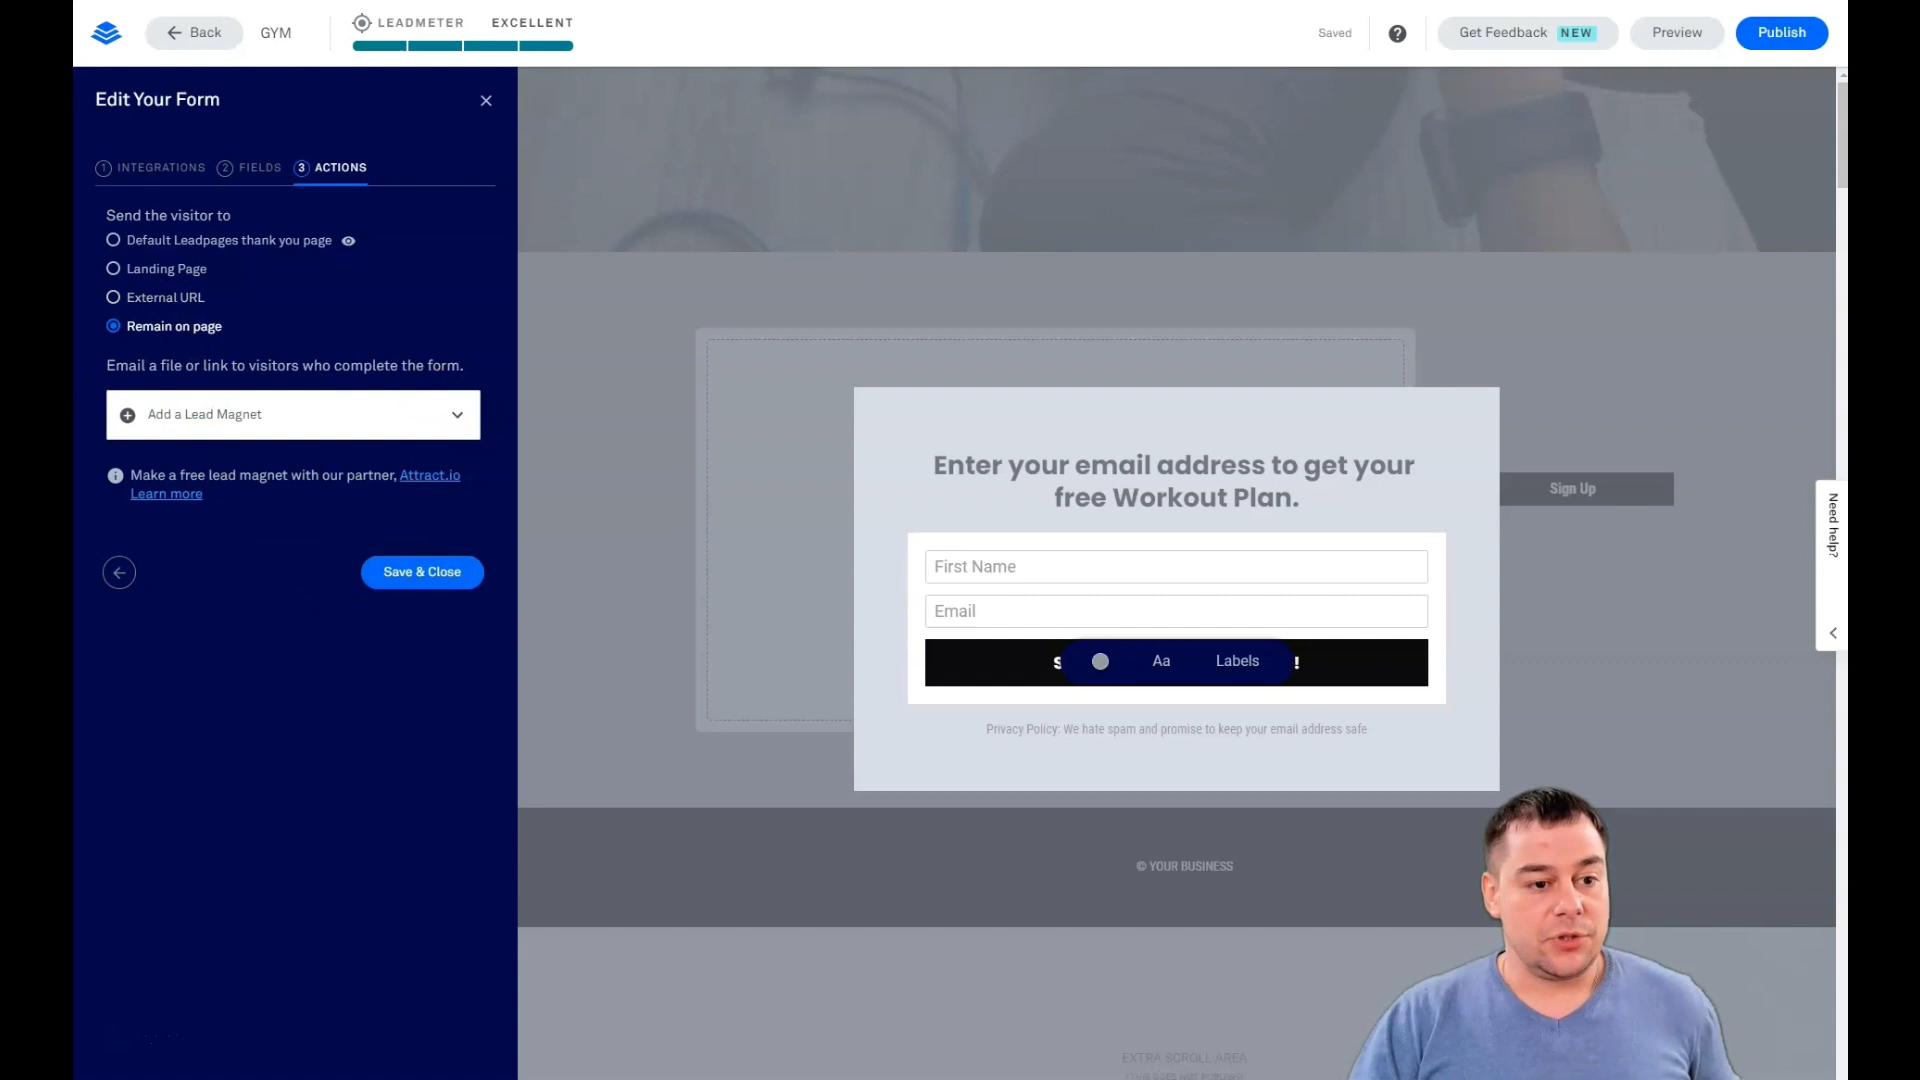 Back
GYM
LEADMETER EXCELLENT
Saved
?
Get Feedback NEW
Preview
Publish
Edit Your Form
1 INTEGRATIONS 2 FIELDS 3 ACTIONS
Send the visitor to
Default Leadpages thank you page
Landing Page
External URL
Remain on page
Email a file or link to visitors who complete the form.
Add a Lead Magnet
Make a free lead magnet with our partner, Attract.io
Learn more
Save & Close
Enter your email address to get your
free Workout Plan.
First Name
Email
Aa Labels !
Privacy Policy: We hate spam and promise to keep your email address safe
Sign Up
Need help?
© YOUR BUSINESS
EXTRA SCROLL AREA